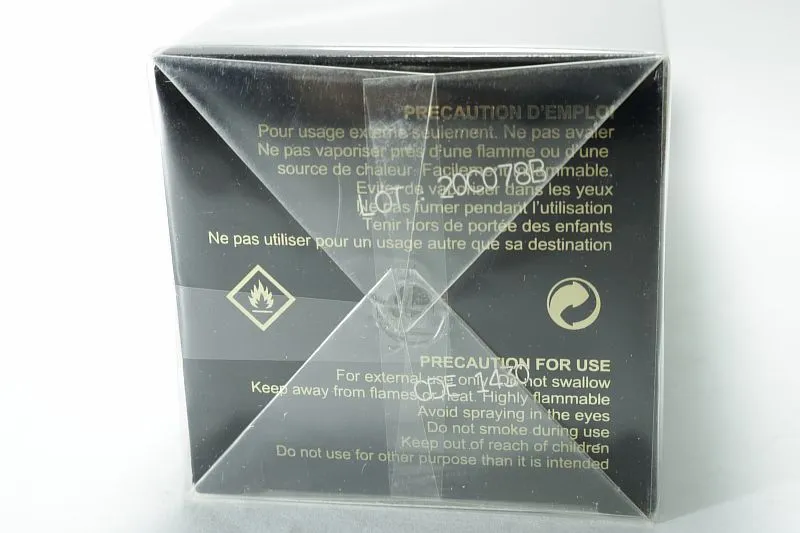 PRECAUTION D'EMPLOI
Pour usage externe seulement. Ne pas avaler
Ne pas vaporiser près d'une flamme ou d'une
source de chaleur. Facilement inflammable.
Eviter de vaporiser dans les yeux
LOT : 20C078B
Ne pas fumer pendant l'utilisation
Tenir hors de portée des enfants
Ne pas utiliser pour un usage autre que sa destination
PRECAUTION FOR USE
For external use only. Do not swallow
Keep away from flames or heat. Highly flammable
1430
Avoid spraying in the eyes
Do not smoke during use
Keep out of reach of children
Do not use for other purpose than it is intended